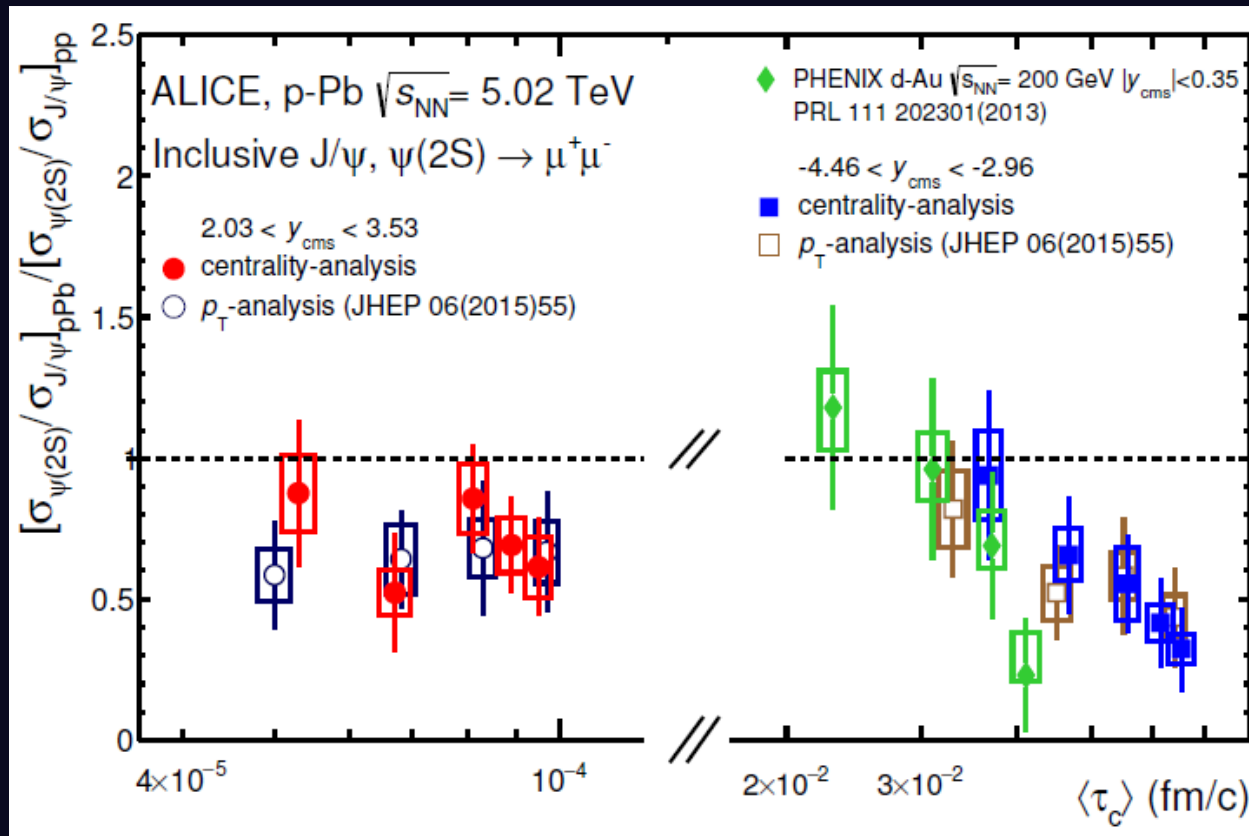 [σψ(2S)/σJ/ψ]pPb/[σψ(2S)/σJ/ψ]pp
2.5
2
1.5
1
0.5
0
ALICE, p-Pb √sNN= 5.02 TeV
Inclusive J/ψ, ψ(2S) → μ+μ-
2.03 < ycms < 3.53
centrality-analysis
pT-analysis (JHEP 06(2015)55)
PHENIX d-Au √sNN= 200 GeV |ycms|<0.35
PRL 111 202301(2013)
-4.46 < ycms < -2.96
centrality-analysis
pT-analysis (JHEP 06(2015)55)
4×10⁻⁵
10⁻⁴
2×10⁻²
3×10⁻²
⟨τc⟩ (fm/c)